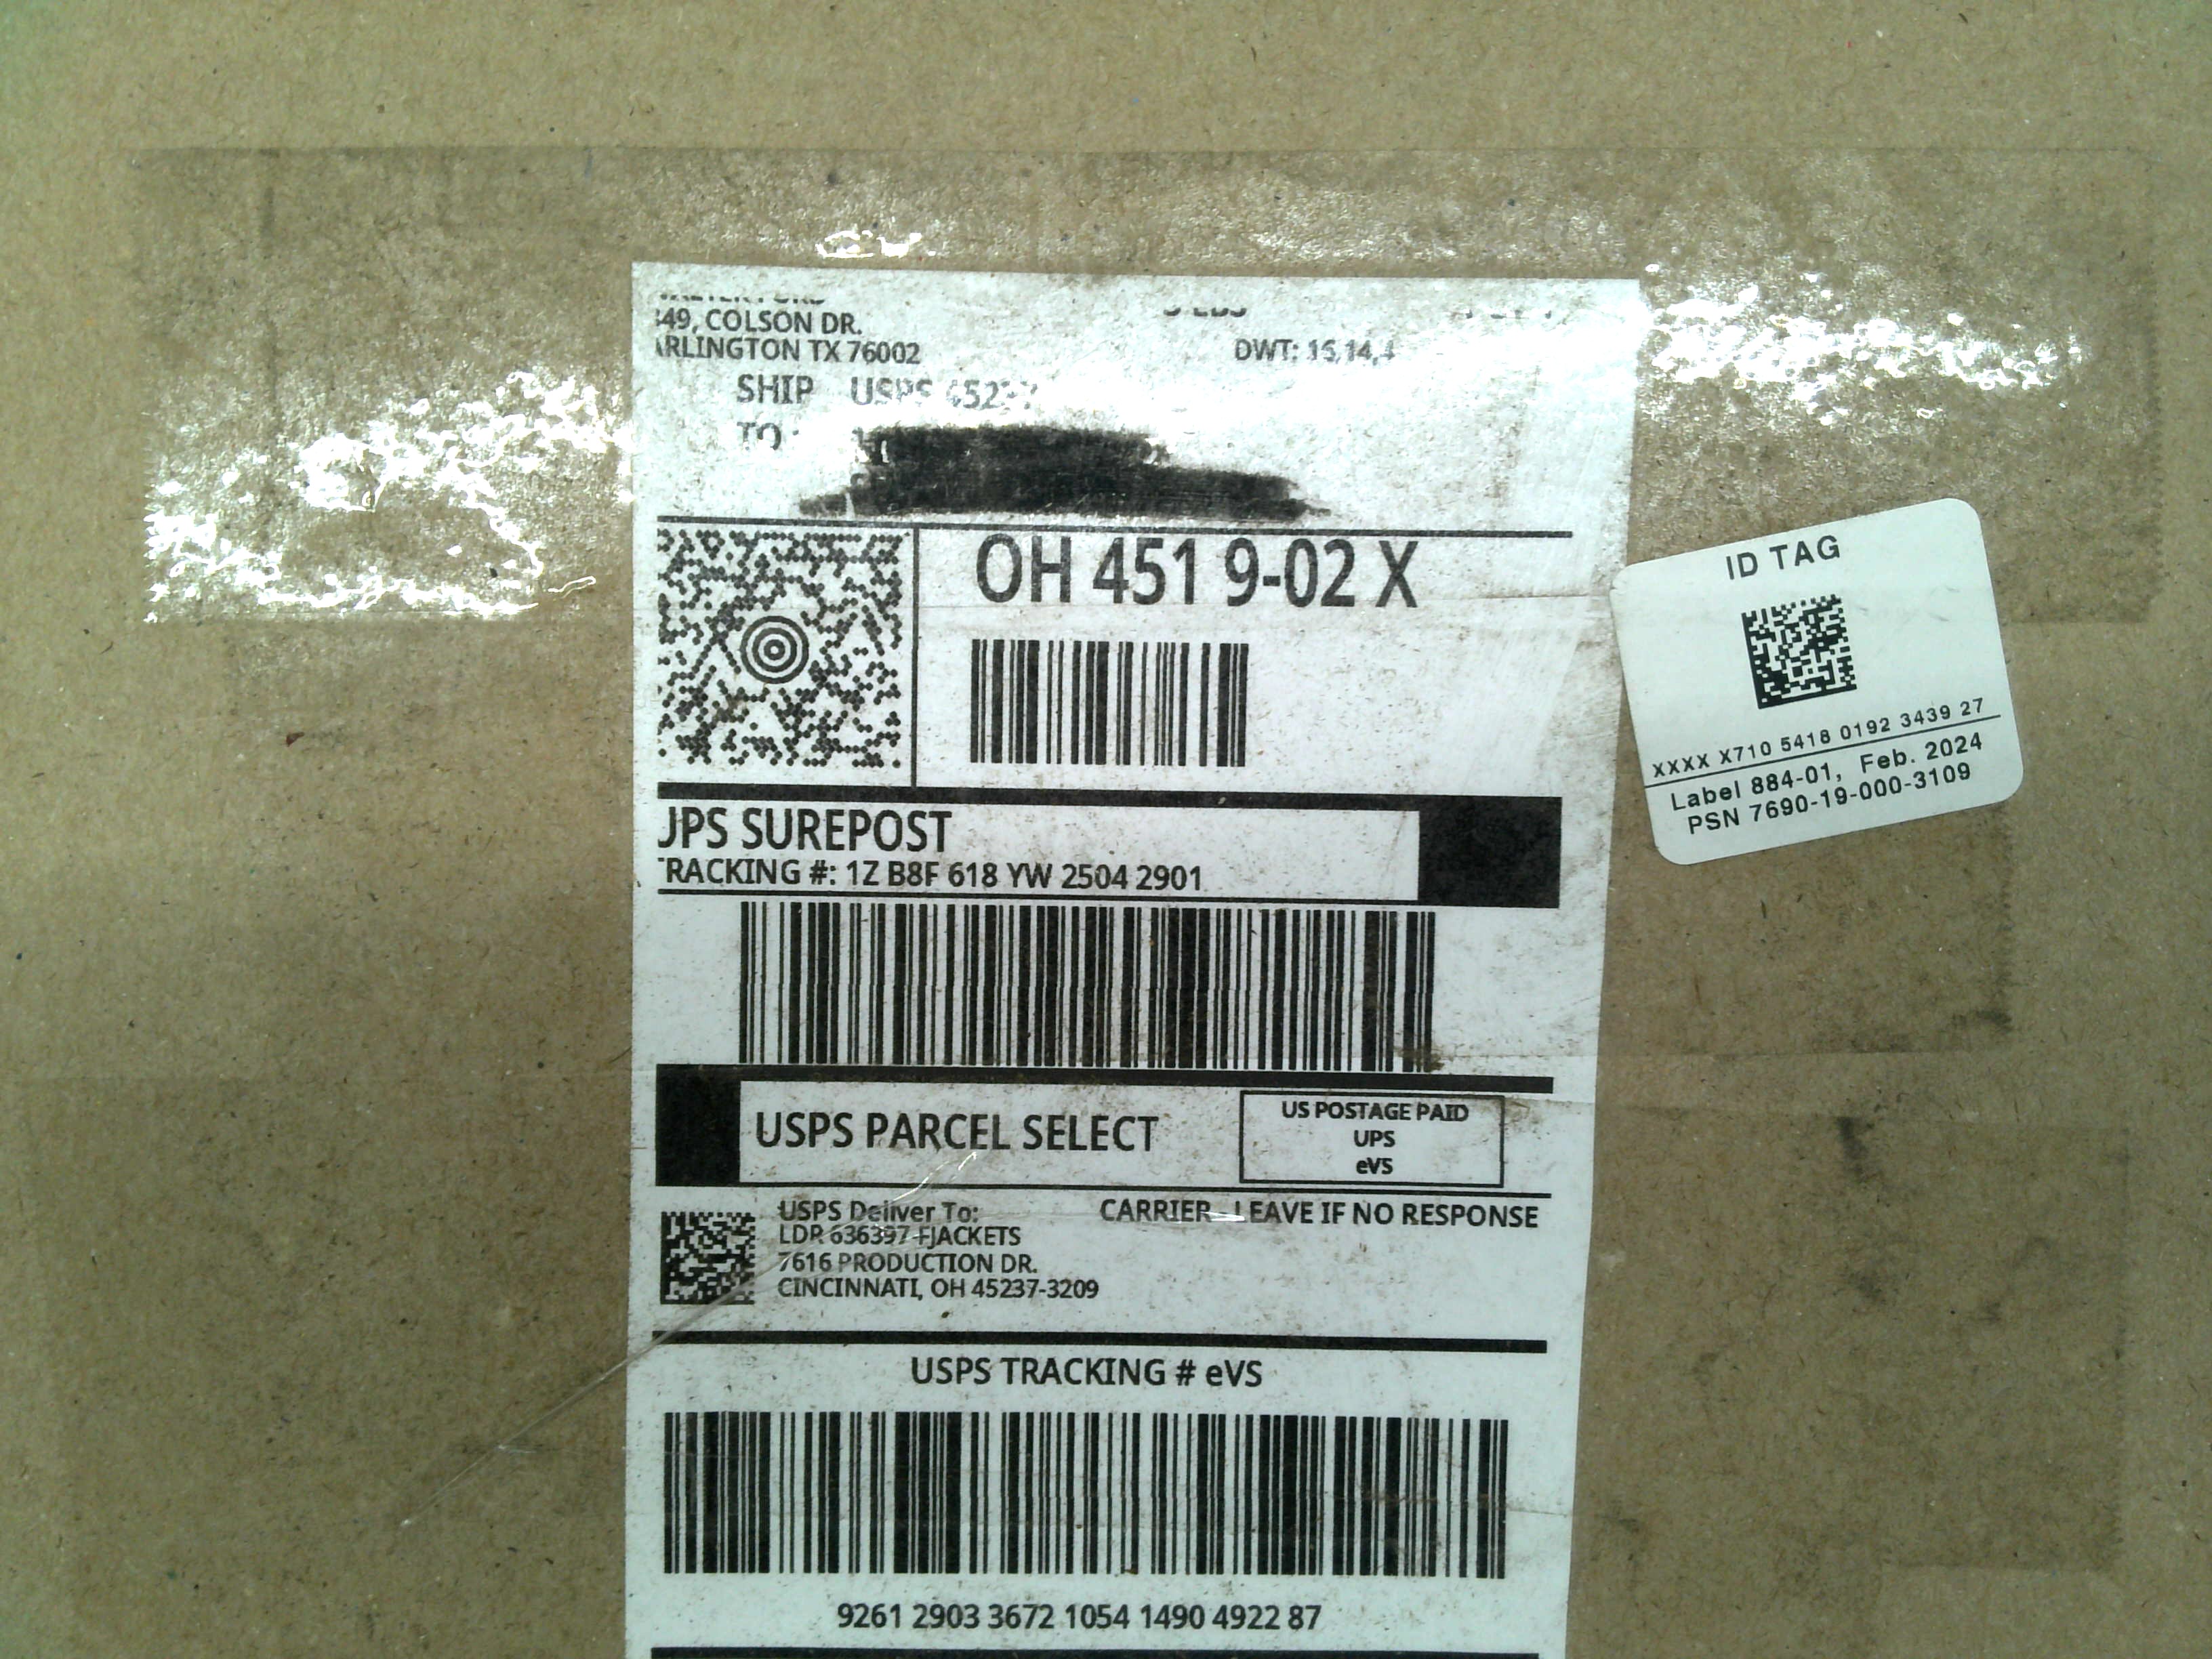 49, COLSON DR.
ARLINGTON TX 76002
DWT: 15,14,4
SHIP USPS 45237
TO :
OH 451 9-02 X
JPS SUREPOST
TRACKING #: 1Z B8F 618 YW 2504 2901
USPS PARCEL SELECT
US POSTAGE PAID
UPS
eVS
USPS Deliver To:
CARRIER - LEAVE IF NO RESPONSE
LDR 636397-FJACKETS
7616 PRODUCTION DR.
CINCINNATI, OH 45237-3209
USPS TRACKING # eVS
9261 2903 3672 1054 1490 4922 87
ID TAG
XXXX X710 5418 0192 3439 27
Label 884-01, Feb. 2024
PSN 7690-19-000-3109